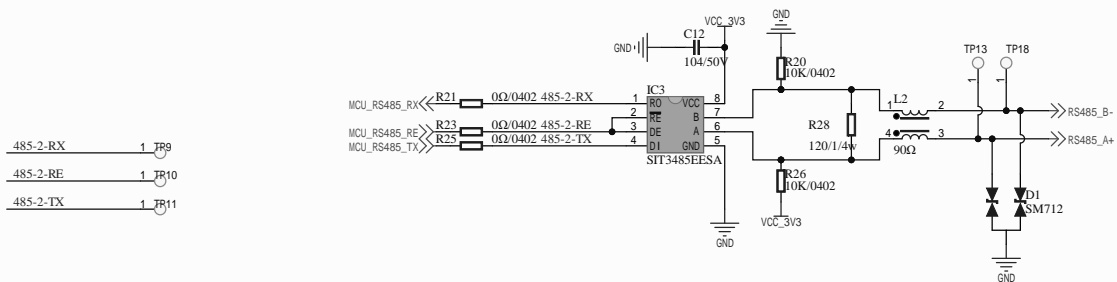 GND
VCC_3V3
C12
GND
104/50V
R20
10K/0402
TP13
TP18
1
1
IC3
R21
0Ω/0402 485-2-RX
MCU_RS485_RX
1
RO
VCC
8
L2
1
2
RS485_B-
2
RE
B
7
R23
0Ω/0402 485-2-RE
MCU_RS485_RE
3
DE
A
6
R28
R25
0Ω/0402 485-2-TX
MCU_RS485_TX
4
DI
GND
5
4
3
RS485_A+
120/1/4w
90Ω
SIT3485EESA
485-2-RX
1
TP9
485-2-RE
1
TP10
485-2-TX
1
TP11
R26
10K/0402
VCC_3V3
D1
SM712
GND
GND